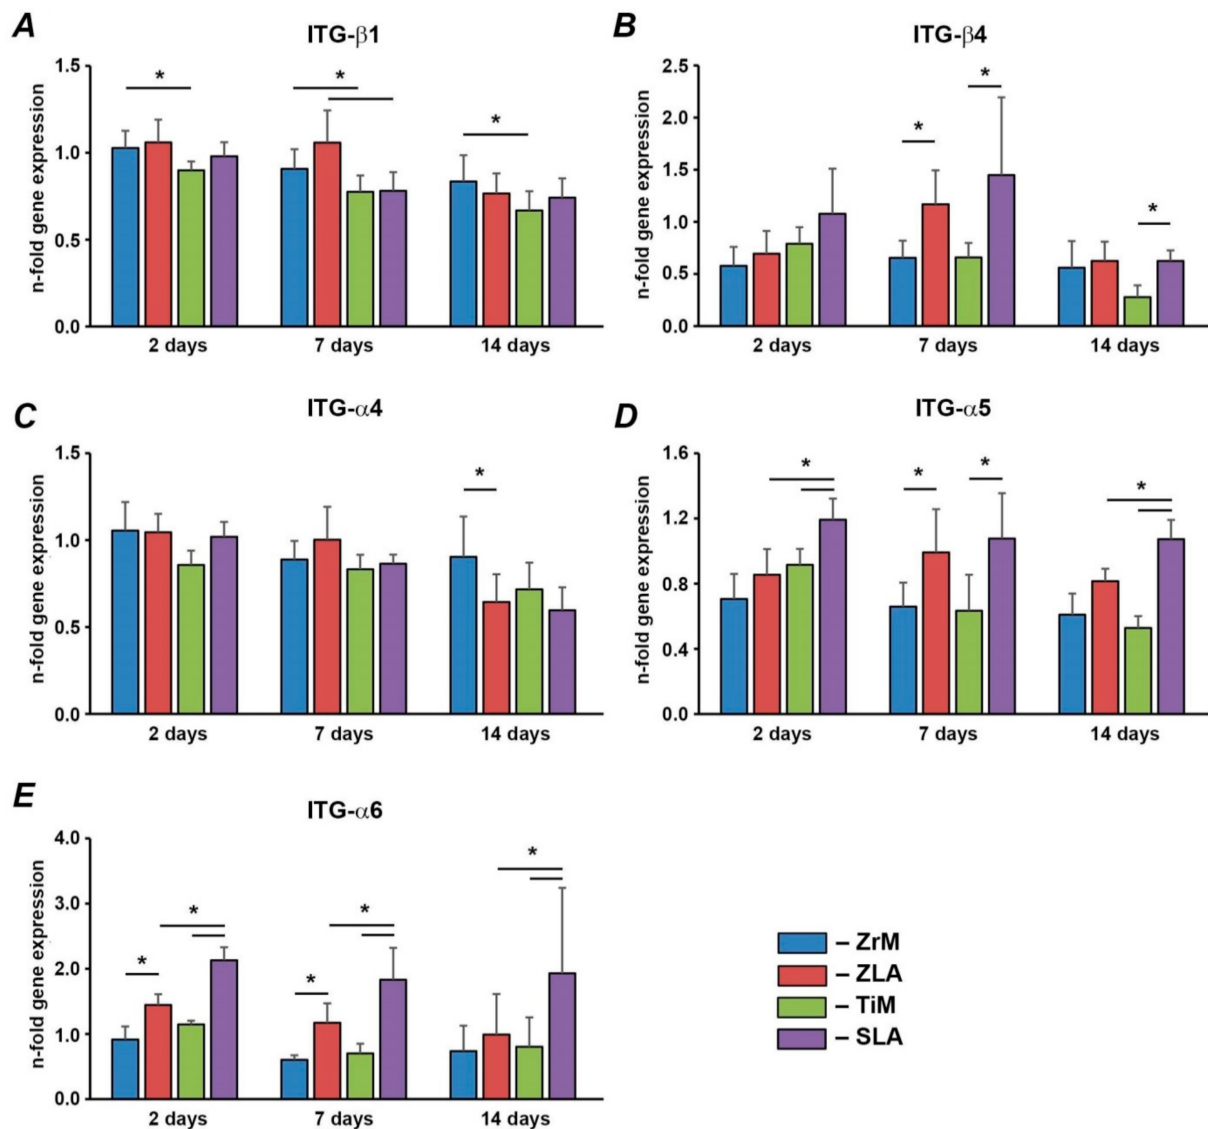 A
ITG-β1
n-fold gene expression
1.5
1.0
0.5
0.0
*
*
*
2 days 7 days 14 days
B
ITG-β4
n-fold gene expression
2.5
2.0
1.5
1.0
0.5
0.0
*
*
*
2 days 7 days 14 days
C
ITG-α4
n-fold gene expression
1.5
1.0
0.5
0.0
*
2 days 7 days 14 days
D
ITG-α5
n-fold gene expression
1.6
1.2
0.8
0.4
0.0
*
*
*
*
2 days 7 days 14 days
E
ITG-α6
n-fold gene expression
4.0
3.0
2.0
1.0
0.0
*
*
*
*
*
2 days 7 days 14 days
– ZrM
– ZLA
– TiM
– SLA